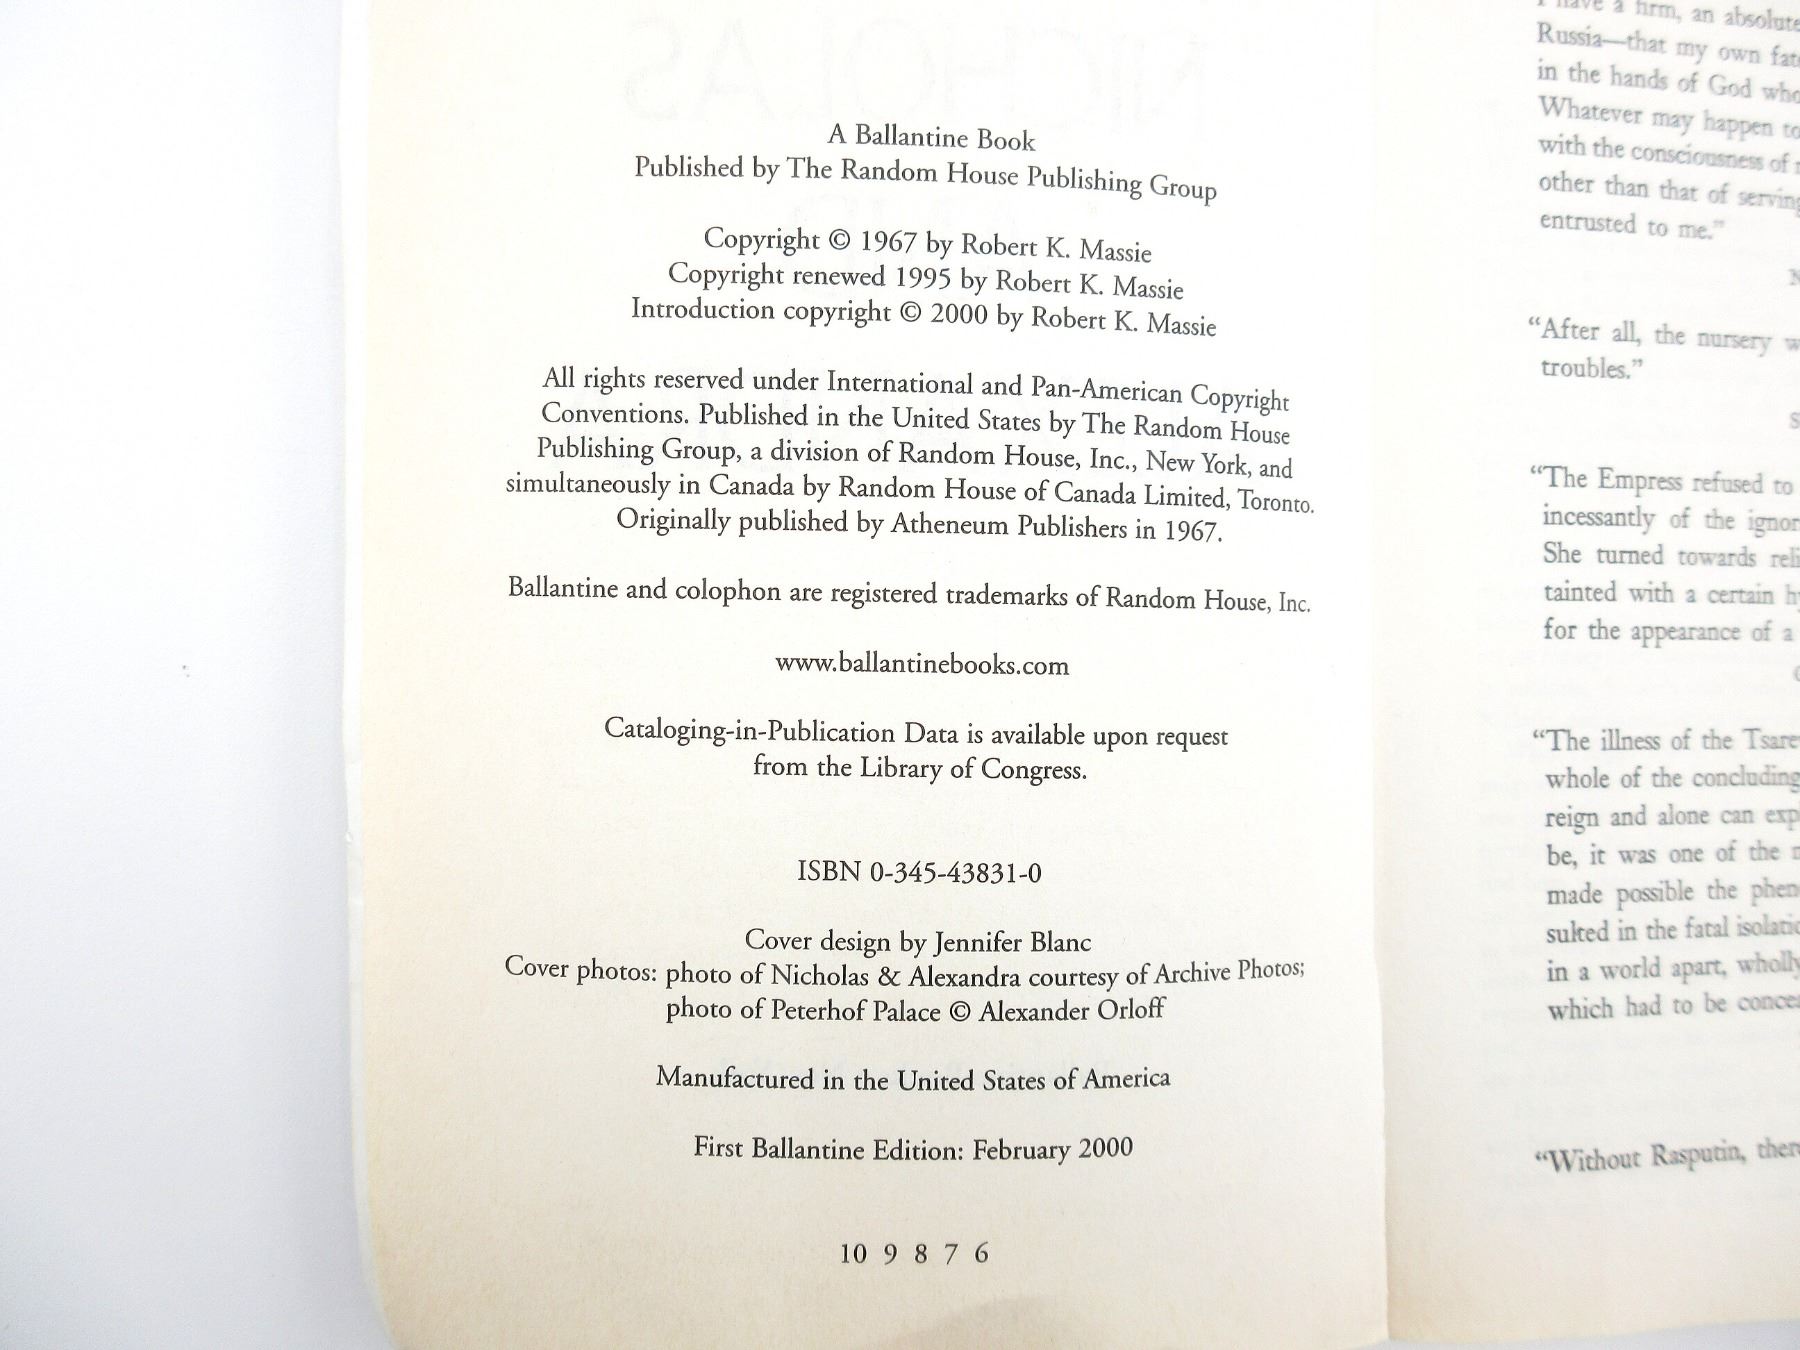 NICHOLAS
A Ballantine Book
Published by The Random House Publishing Group
Copyright © 1967 by Robert K. Massie
Copyright renewed 1995 by Robert K. Massie
Introduction copyright © 2000 by Robert K. Massie
All rights reserved under International and Pan-American Copyright
Conventions. Published in the United States by The Random House
Publishing Group, a division of Random House, Inc., New York, and
simultaneously in Canada by Random House of Canada Limited, Toronto.
Originally published by Atheneum Publishers in 1967.
Ballantine and colophon are registered trademarks of Random House, Inc.
www.ballantinebooks.com
Cataloging-in-Publication Data is available upon request
from the Library of Congress.
ISBN 0-345-43831-0
Cover design by Jennifer Blanc
Cover photos: photo of Nicholas & Alexandra courtesy of Archive Photos;
photo of Peterhof Palace © Alexander Orloff
Manufactured in the United States of America
First Ballantine Edition: February 2000
10 9 8 7 6
I have a firm, an absolute
Russia—that my own
in the hands of God
Whatever may happen to
with the consciousness of
other than that of serving
entrusted to me."
"After all, the nursery
troubles."
"The Empress refused to
incessantly of the
She turned towards
tainted with a certain
for the appearance of a
"The illness of the
whole of the concluding
reign and alone can
be, it was one of the
made possible the
sulted in the fatal
in a world apart, wholly
which had to be
"Without Rasputin,